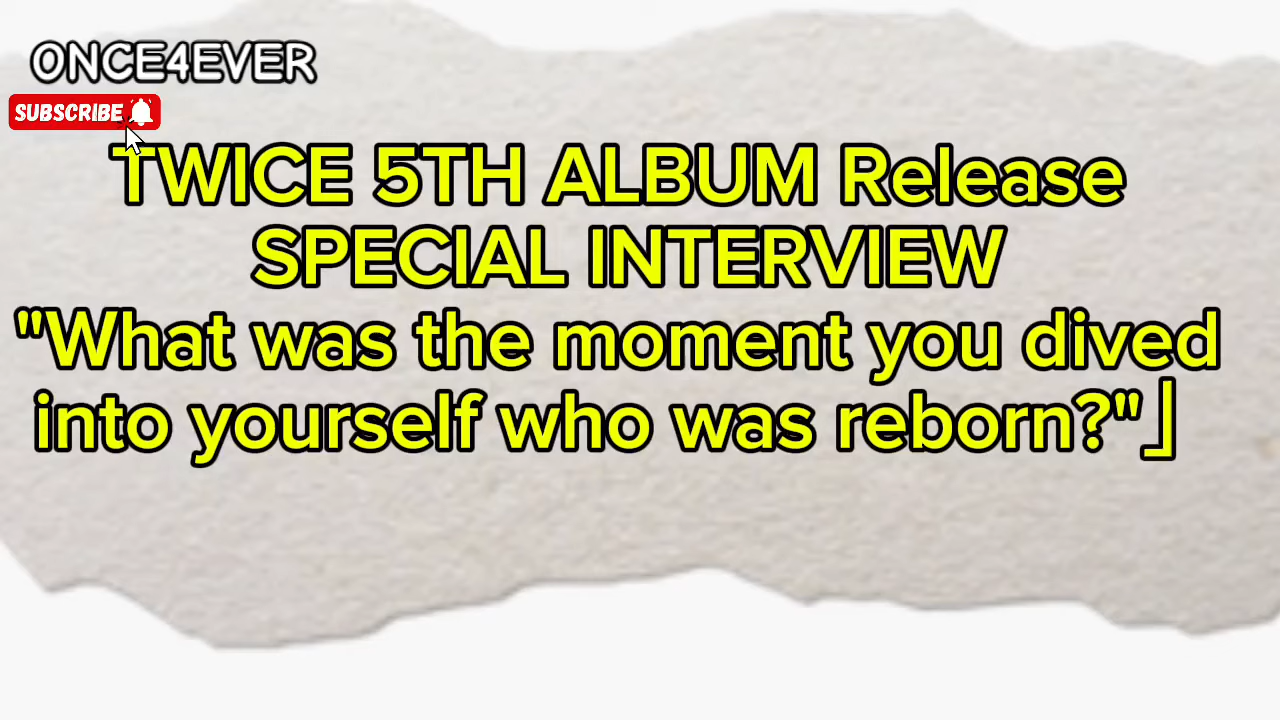 ONCE4EVER
SUBSCRIBE
TWICE 5TH ALBUM Release
SPECIAL INTERVIEW
"What was the moment you dived
into yourself who was reborn?"」